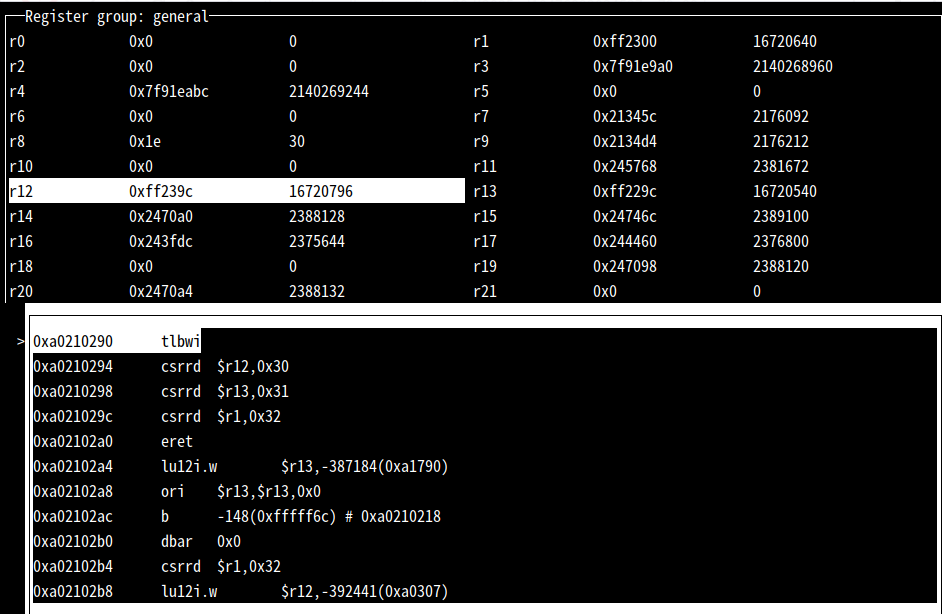 Register group: general
r0 0x0 0 r1 0xff2300 16720640
r2 0x0 0 r3 0x7f91e9a0 2140268960
r4 0x7f91eabc 2140269244 r5 0x0 0
r6 0x0 0 r7 0x21345c 2176092
r8 0x1e 30 r9 0x2134d4 2176212
r10 0x0 0 r11 0x245768 2381672
r12 0xff239c 16720796 r13 0xff229c 16720540
r14 0x2470a0 2388128 r15 0x24746c 2389100
r16 0x243fdc 2375644 r17 0x244460 2376800
r18 0x0 0 r19 0x247098 2388120
r20 0x2470a4 2388132 r21 0x0 0
>0xa0210290 tlbwi
0xa0210294 csrrd $r12,0x30
0xa0210298 csrrd $r13,0x31
0xa021029c csrrd $r1,0x32
0xa02102a0 eret
0xa02102a4 lu12i.w $r13,-387184(0xa1790)
0xa02102a8 ori $r13,$r13,0x0
0xa02102ac b -148(0xfffff6c) # 0xa0210218
0xa02102b0 dbar 0x0
0xa02102b4 csrrd $r1,0x32
0xa02102b8 lu12i.w $r12,-392441(0xa0307)